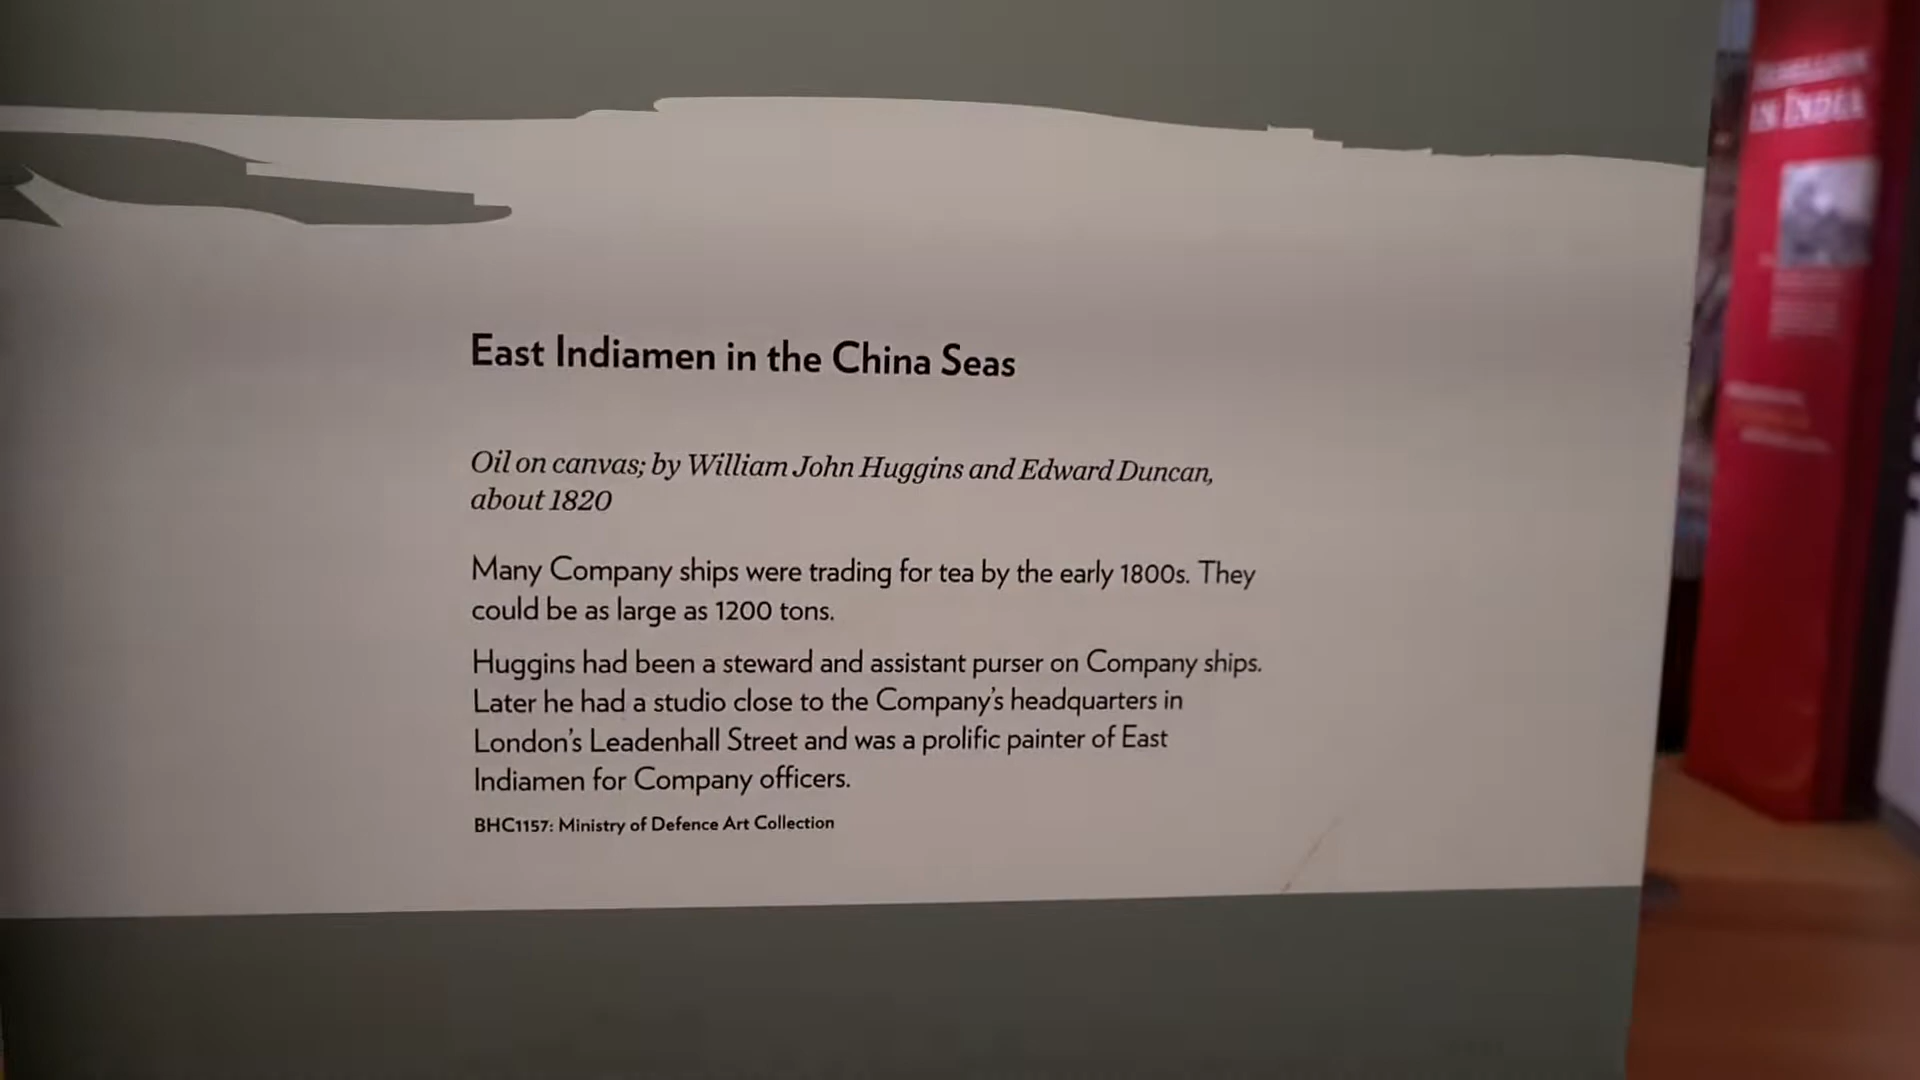 East Indiamen in the China Seas
Oil on canvas; by William John Huggins and Edward Duncan,
about 1820
Many Company ships were trading for tea by the early 1800s. They
could be as large as 1200 tons.
Huggins had been a steward and assistant purser on Company ships.
Later he had a studio close to the Company's headquarters in
London's Leadenhall Street and was a prolific painter of East
Indiamen for Company officers.
BHC1157: Ministry of Defence Art Collection
IN INDIA